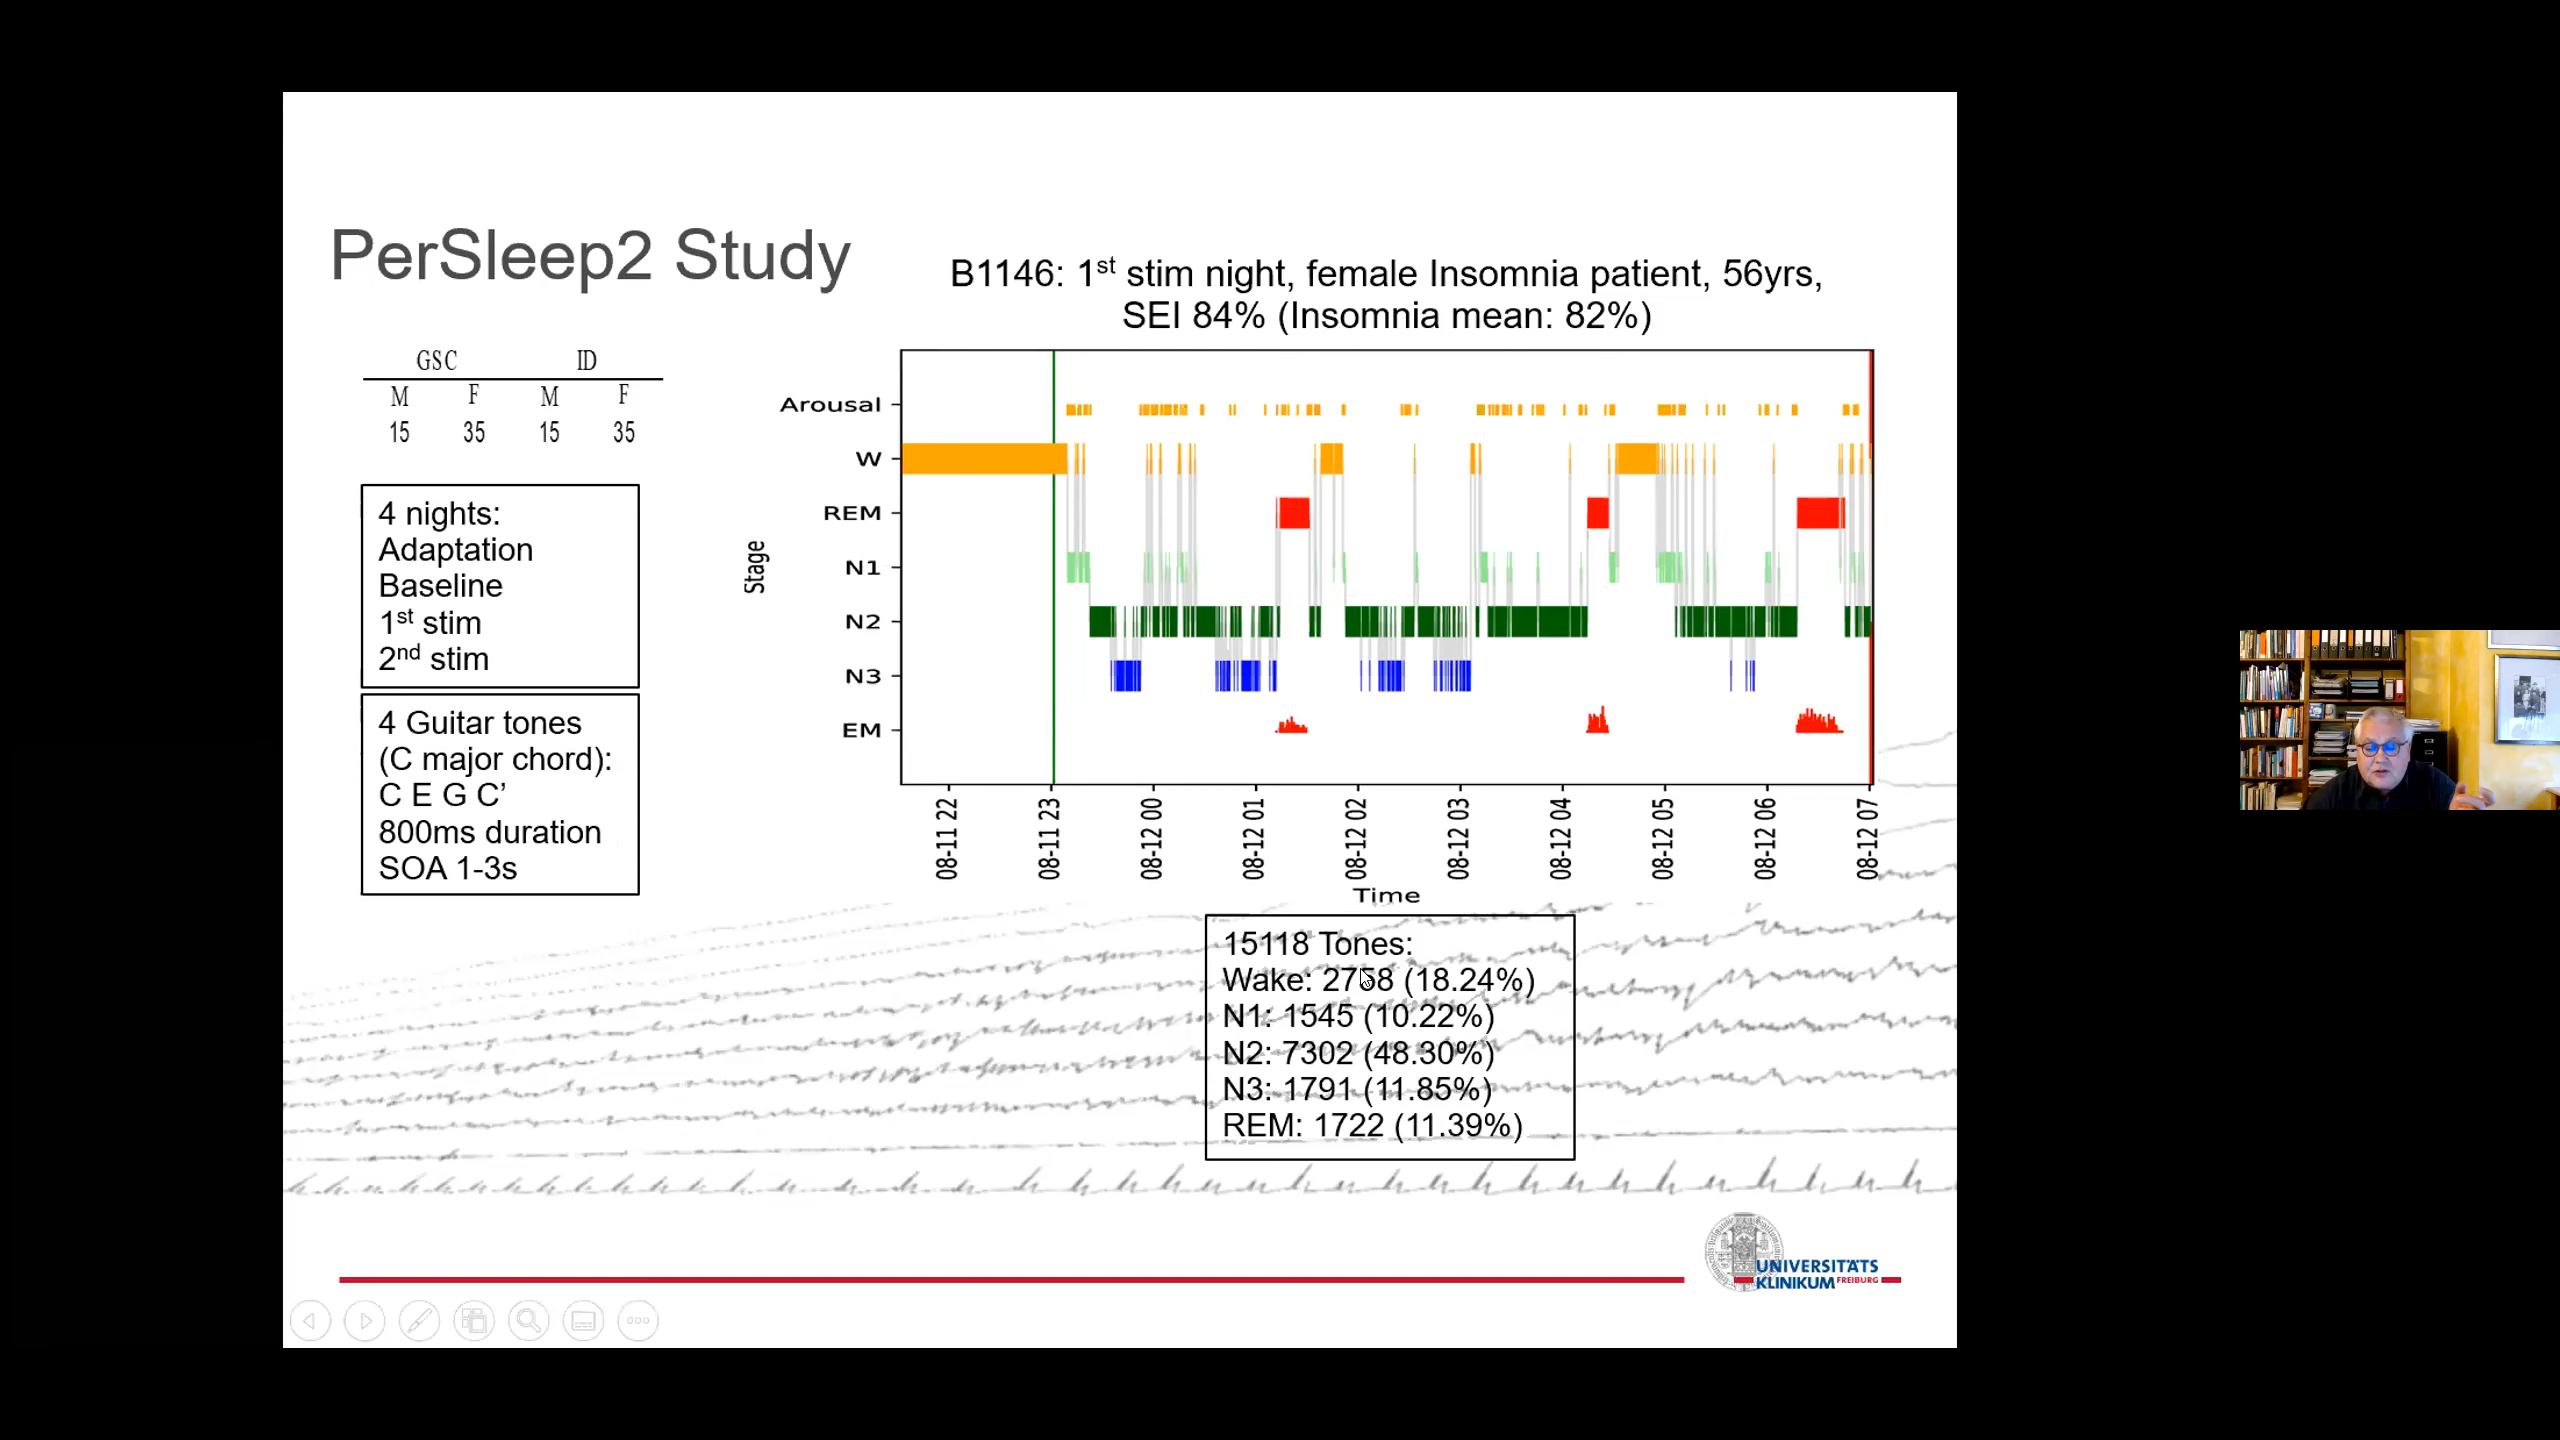 PerSleep2 Study
B1146: 1st stim night, female Insomnia patient, 56yrs,
SEI 84% (Insomnia mean: 82%)
GSC ID
M F M F
15 35 15 35
4 nights:
Adaptation
Baseline
1st stim
2nd stim
4 Guitar tones
(C major chord):
C E G C’
800ms duration
SOA 1-3s
Stage
Arousal
W
REM
N1
N2
N3
EM
08-11 22
08-11 23
08-12 00
08-12 01
08-12 02
08-12 03
08-12 04
08-12 05
08-12 06
08-12 07
Time
15118 Tones:
Wake: 2758 (18.24%)
N1: 1545 (10.22%)
N2: 7302 (48.30%)
N3: 1791 (11.85%)
REM: 1722 (11.39%)
UNIVERSITÄTS
KLINIKUM FREIBURG